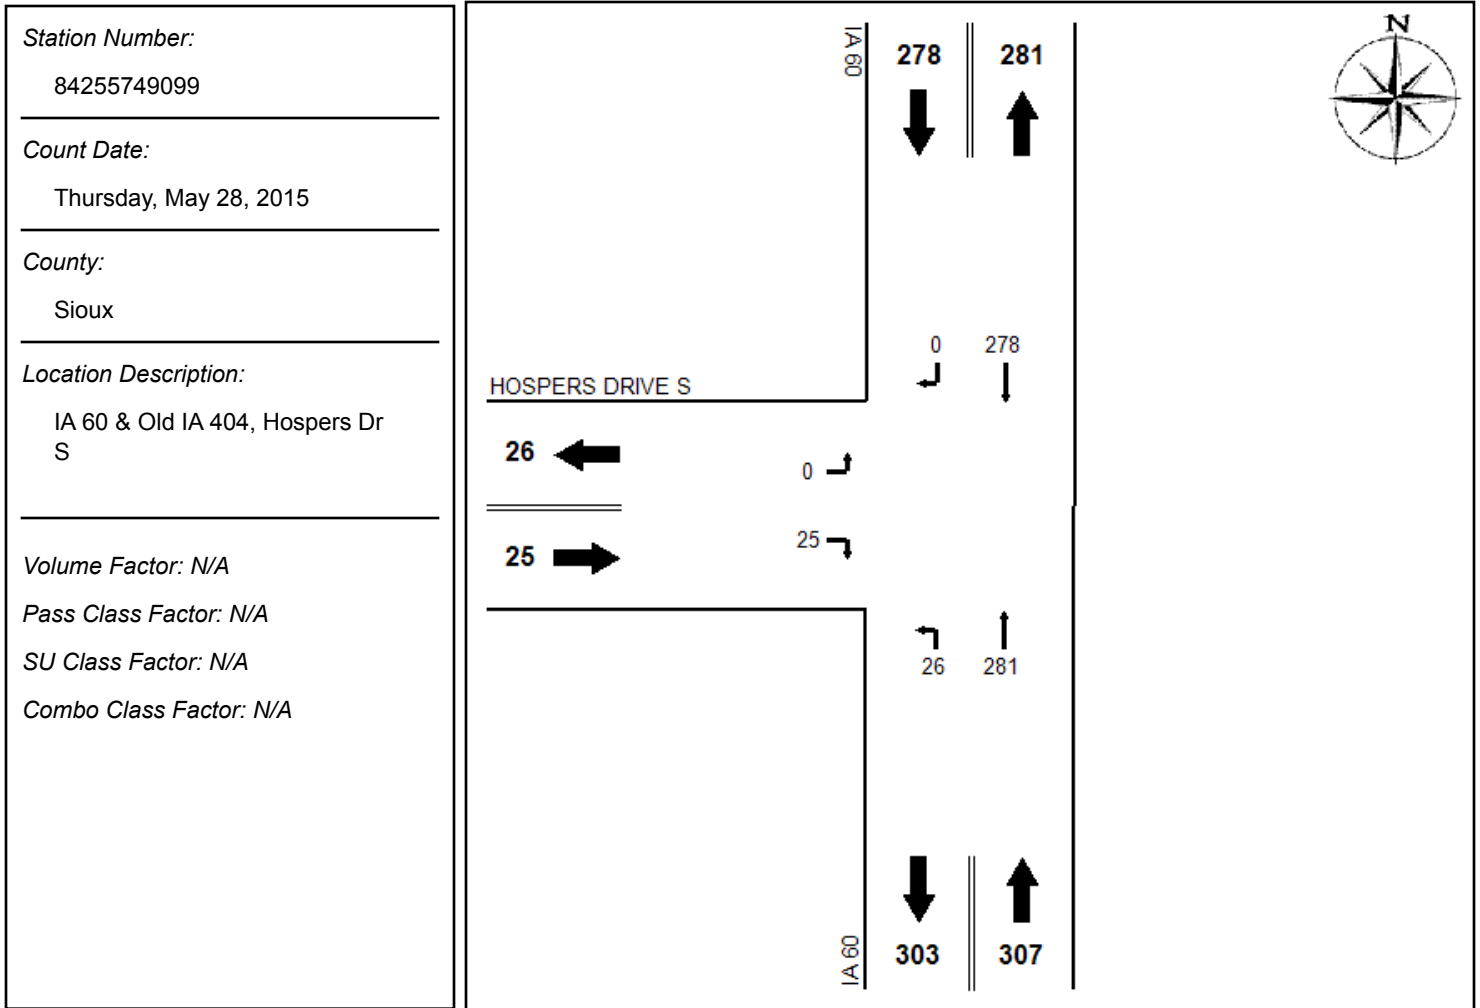 Station Number:
84255749099
Count Date:
Thursday, May 28, 2015
County:
Sioux
Location Description:
IA 60 & Old IA 404, Hospers Dr
S
Volume Factor: N/A
Pass Class Factor: N/A
SU Class Factor: N/A
Combo Class Factor: N/A
N
IA 60
278
281
0
278
HOSPERS DRIVE S
26
0
25
25
26
281
303
307
IA 60